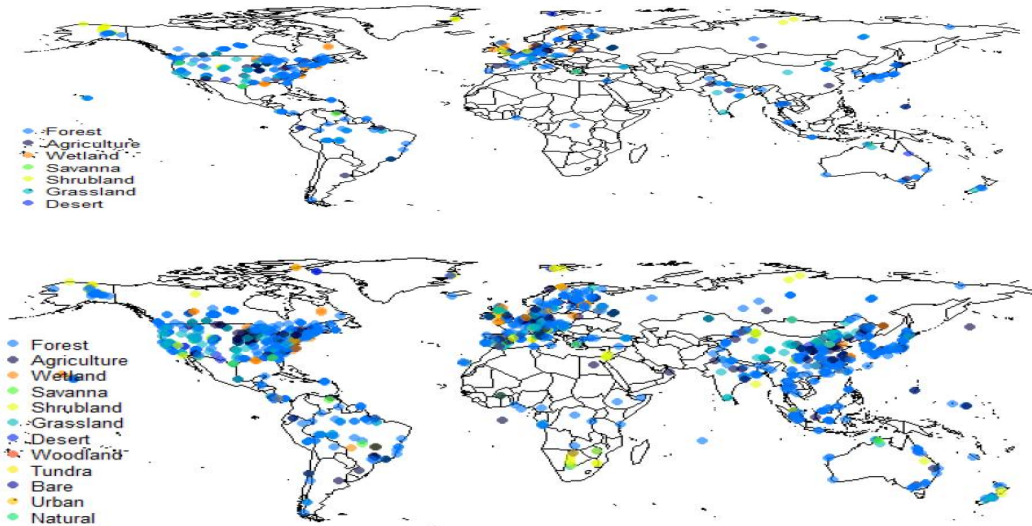 Forest
Agriculture
Wetland
Savanna
Shrubland
Grassland
Desert
Forest
Agriculture
Wetland
Savanna
Shrubland
Grassland
Desert
Woodland
Tundra
Bare
Urban
Natural